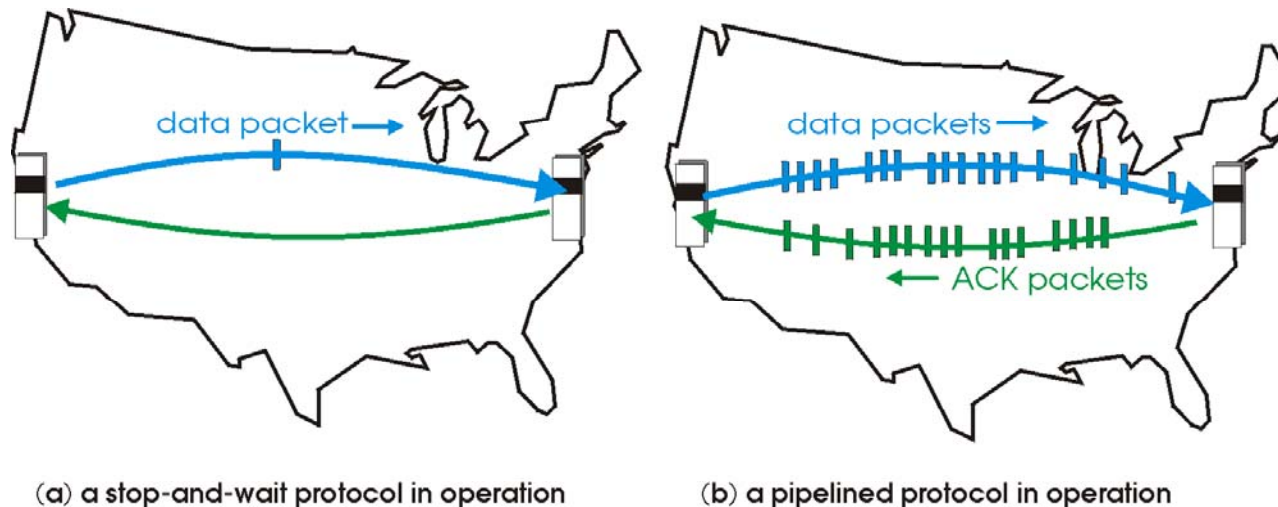 data packet
data packets
ACK packets
(a) a stop-and-wait protocol in operation
(b) a pipelined protocol in operation